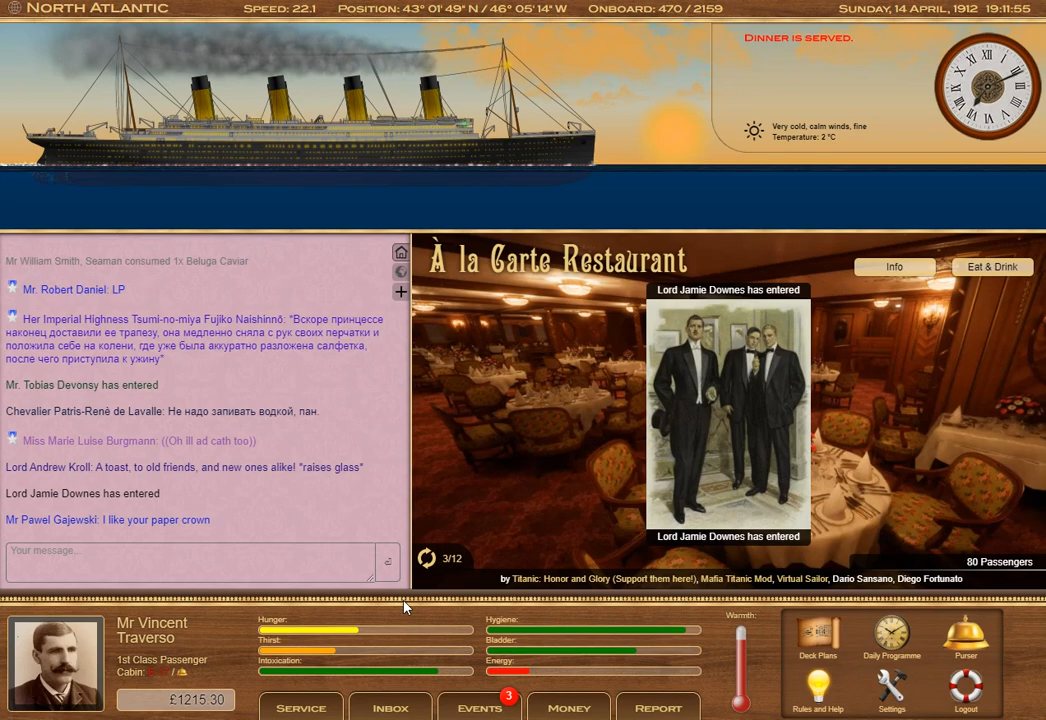 North Atlantic
Speed: 22.1
Position: 43° 01' 49" N / 46° 05' 14" W
Onboard: 470 / 2159
Sunday, 14 April, 1912 19:11:55
Dinner is served.
Very cold, calm winds, fine
Temperature: 2 °C
Mr William Smith, Seaman consumed 1x Beluga Caviar
Mr. Robert Daniel: LP
Her Imperial Highness Tsumi-no-miya Fujiko Naishinnō: "Вскоре принцессе
наконец доставили ее трапезу, она медленно сняла с рук своих перчатки и
положила себе на колени, где уже была аккуратно разложена салфетка,
после чего приступила к ужину"
Mr. Tobias Devonsy has entered
Chevalier Patris-Renè de Lavalle: Не надо запивать водкой, пан.
Miss Marie Luise Burgmann: ((Oh Ill ad cath too))
Lord Andrew Kroll: A toast, to old friends, and new ones alike! *raises glass*
Lord Jamie Downes has entered
Mr Pawel Gajewski: I like your paper crown
Your message...
À la Carte Restaurant
Info
Eat & Drink
Lord Jamie Downes has entered
Lord Jamie Downes has entered
3/12
80 Passengers
by Titanic: Honor and Glory (Support them here!), Mafia Titanic Mod, Virtual Sailor, Dario Sansano, Diego Fortunato
Mr Vincent
Traverso
1st Class Passenger
Cabin: /
£1215.30
Hunger:
Thirst:
Intoxication:
Hygiene:
Bladder:
Energy:
Warmth:
Service
Inbox
Events
3
Money
Report
Deck Plans
Daily Programme
Purser
Rules and Help
Settings
Logout